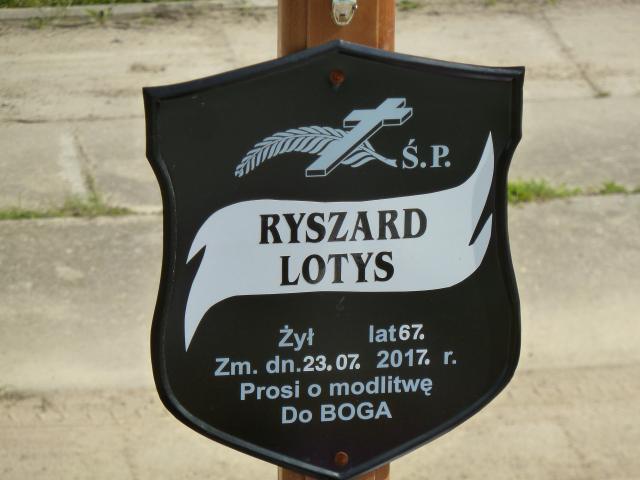 Ś.P.
RYSZARD
LOTYS
Żył lat 67.
Zm. dn. 23.07. 2017. r.
Prosi o modlitwę
Do BOGA